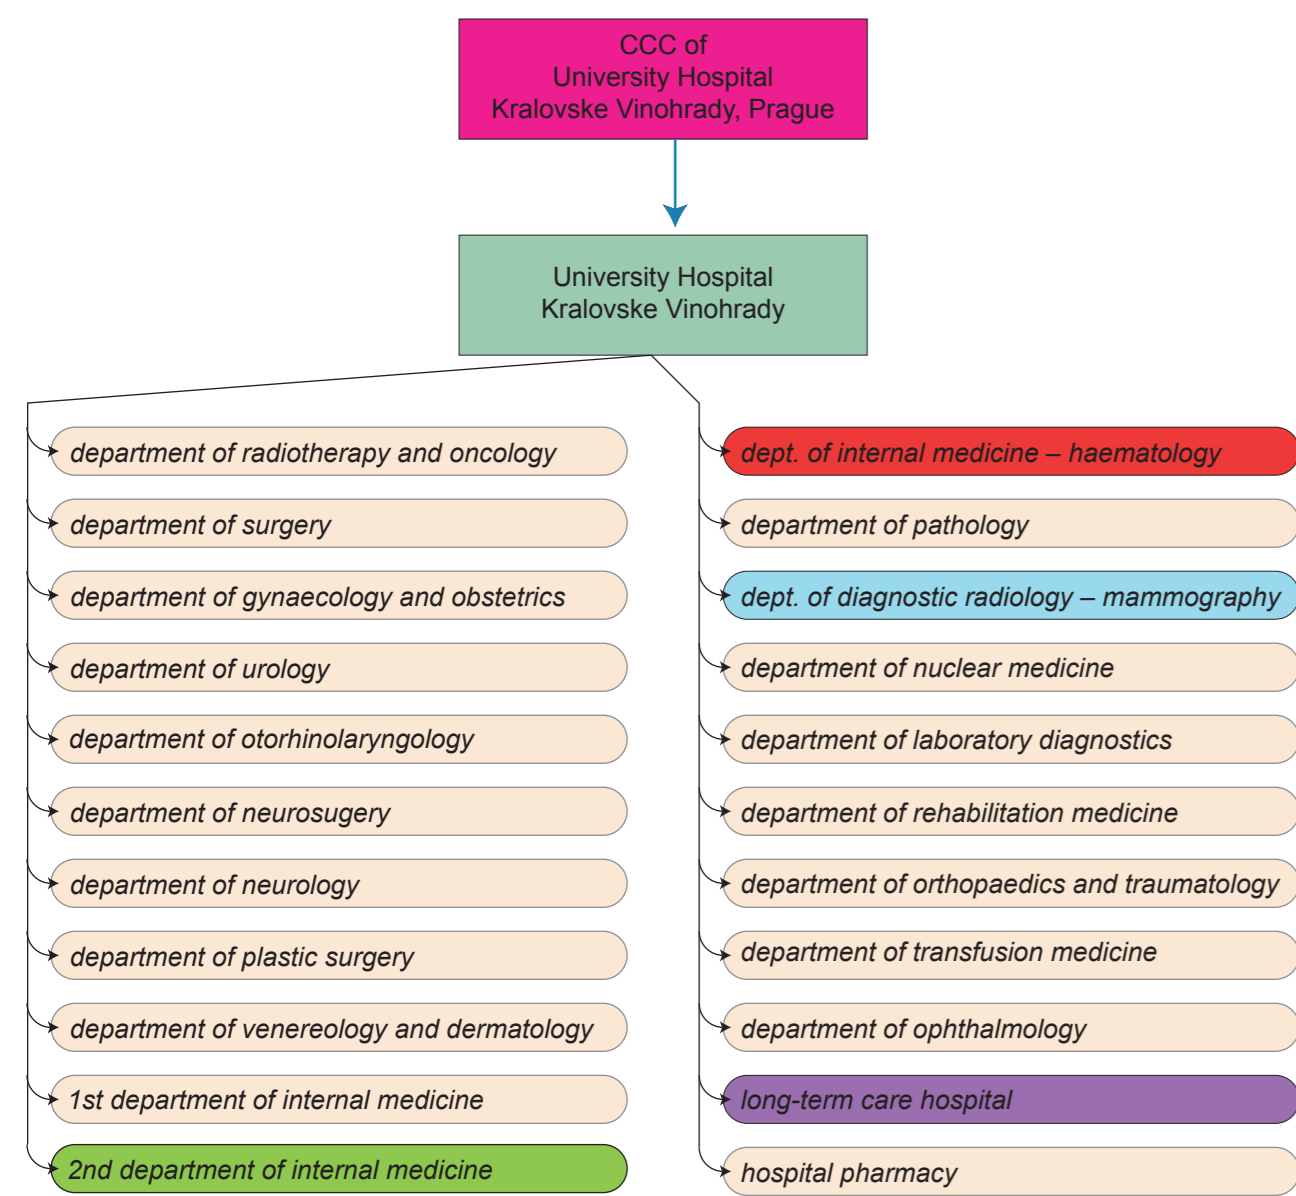 CCC of
University Hospital
Kralovske Vinohrady, Prague
University Hospital
Kralovske Vinohrady
department of radiotherapy and oncology
department of surgery
department of gynaecology and obstetrics
department of urology
department of otorhinolaryngology
department of neurosugery
department of neurology
department of plastic surgery
department of venereology and dermatology
1st department of internal medicine
2nd department of internal medicine
dept. of internal medicine – haematology
department of pathology
dept. of diagnostic radiology – mammography
department of nuclear medicine
department of laboratory diagnostics
department of rehabilitation medicine
department of orthopaedics and traumatology
department of transfusion medicine
department of ophthalmology
long-term care hospital
hospital pharmacy